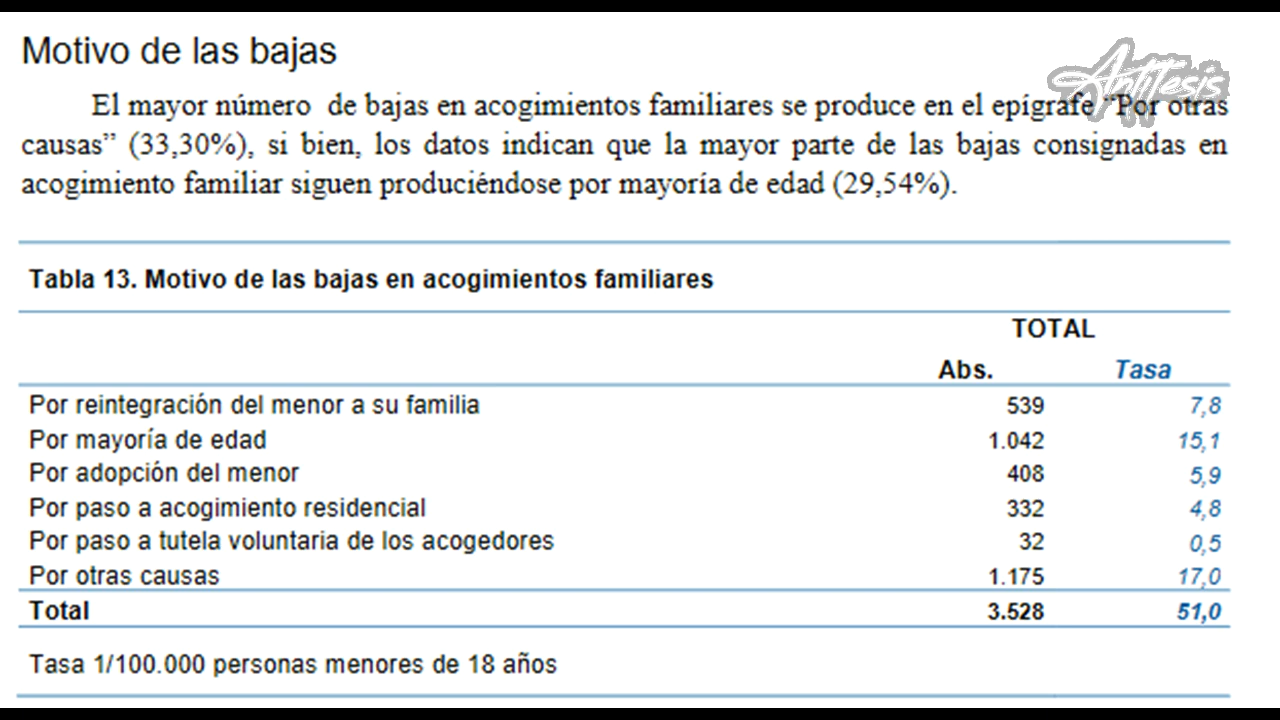 Motivo de las bajas
Antítesis
El mayor número de bajas en acogimientos familiares se produce en el epígrafe “Por otras
causas” (33,30%), si bien, los datos indican que la mayor parte de las bajas consignadas en
acogimiento familiar siguen produciéndose por mayoría de edad (29,54%).
Tabla 13. Motivo de las bajas en acogimientos familiares
TOTAL
Abs. Tasa
Por reintegración del menor a su familia 539 7,8
Por mayoría de edad 1.042 15,1
Por adopción del menor 408 5,9
Por paso a acogimiento residencial 332 4,8
Por paso a tutela voluntaria de los acogedores 32 0,5
Por otras causas 1.175 17,0
Total 3.528 51,0
Tasa 1/100.000 personas menores de 18 años